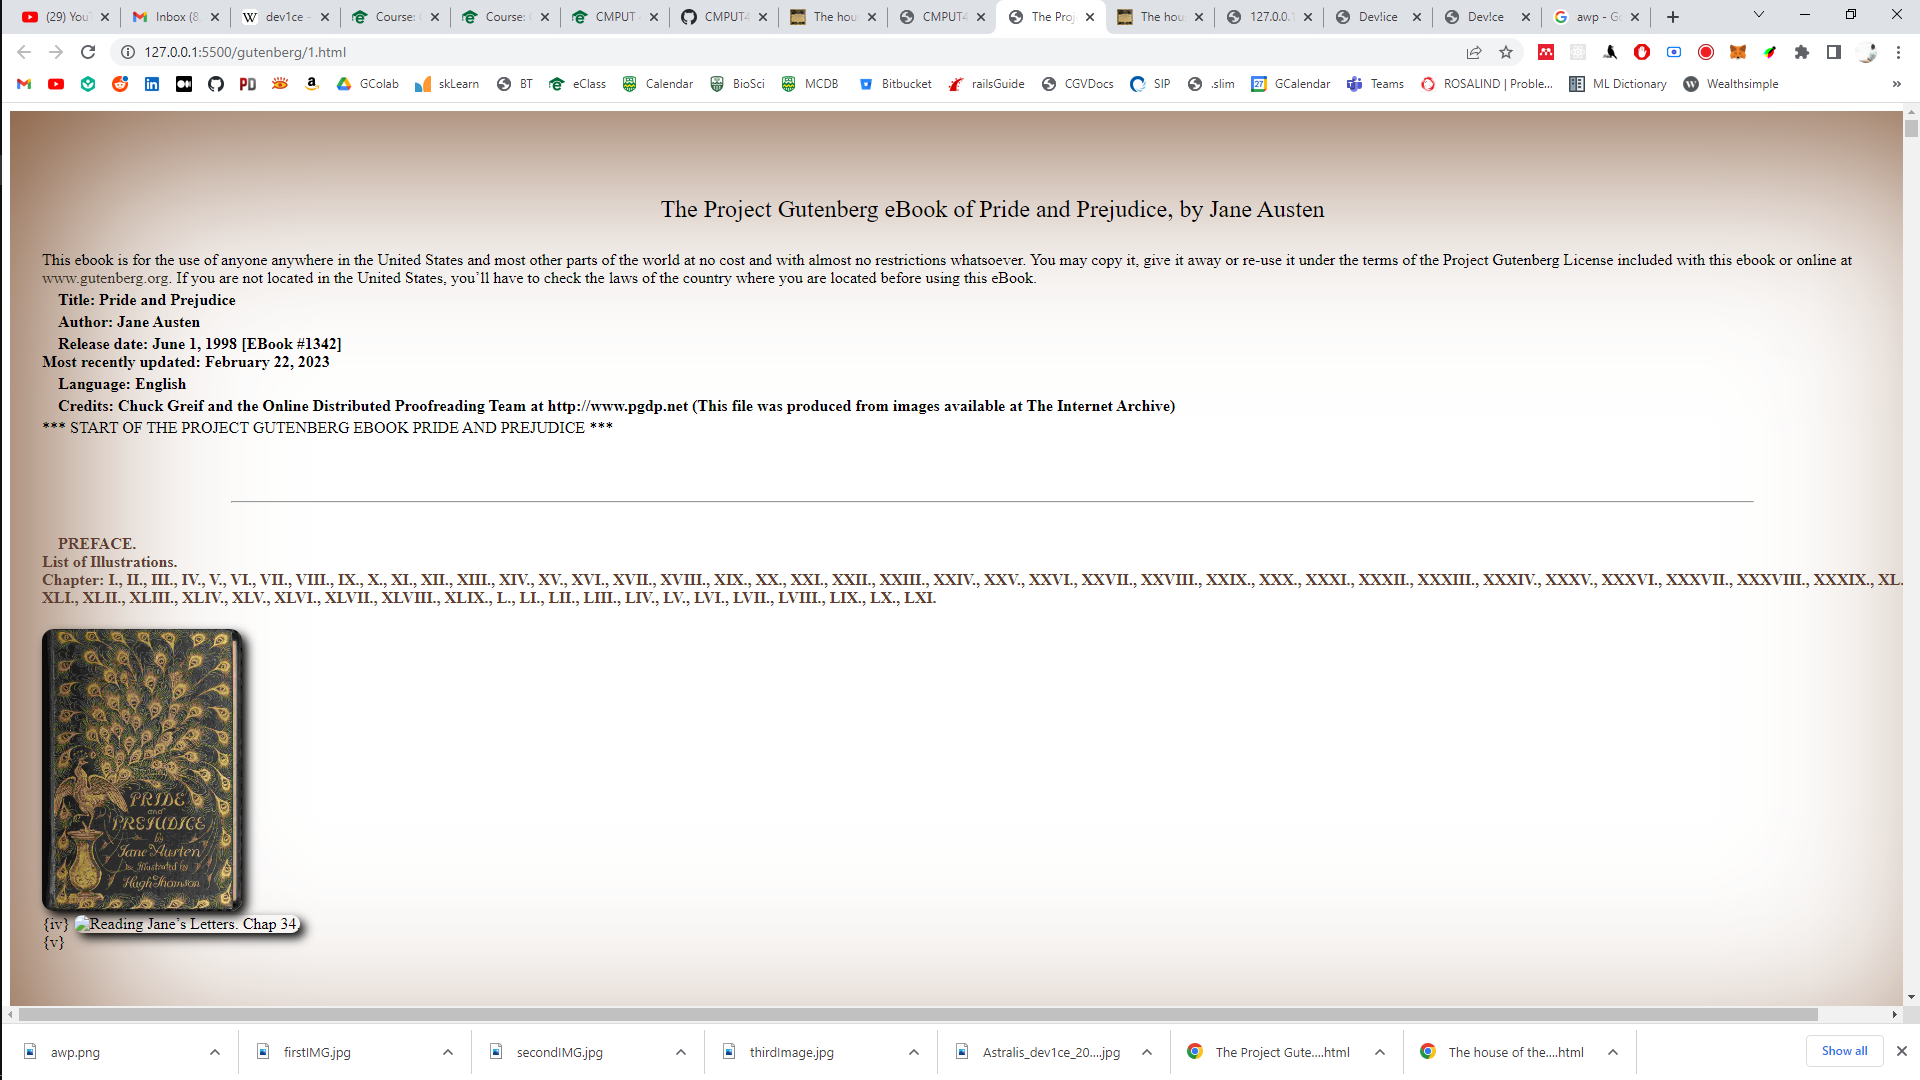 (29) You
Inbox (8,
dev1ce -
Course:
Course:
CMPUT
CMPUT4
The hou
CMPUT4
The Proj
The hou
127.0.0.1
Dev!ice
Dev!ce
awp - Go
127.0.0.1:5500/gutenberg/1.html
GColab
skLearn
BT
eClass
Calendar
BioSci
MCDB
Bitbucket
railsGuide
CGVDocs
SIP
.slim
GCalendar
Teams
ROSALIND | Proble...
ML Dictionary
Wealthsimple
»
The Project Gutenberg eBook of Pride and Prejudice, by Jane Austen
This ebook is for the use of anyone anywhere in the United States and most other parts of the world at no cost and with almost no restrictions whatsoever. You may copy it, give it away or re-use it under the terms of the Project Gutenberg License included with this ebook or online at
www.gutenberg.org. If you are not located in the United States, you’ll have to check the laws of the country where you are located before using this eBook.
Title: Pride and Prejudice
Author: Jane Austen
Release date: June 1, 1998 [EBook #1342]
Most recently updated: February 22, 2023
Language: English
Credits: Chuck Greif and the Online Distributed Proofreading Team at http://www.pgdp.net (This file was produced from images available at The Internet Archive)
*** START OF THE PROJECT GUTENBERG EBOOK PRIDE AND PREJUDICE ***
PREFACE.
List of Illustrations.
Chapter: I., II., III., IV., V., VI., VII., VIII., IX., X., XI., XII., XIII., XIV., XV., XVI., XVII., XVIII., XIX., XX., XXI., XXII., XXIII., XXIV., XXV., XXVI., XXVII., XXVIII., XXIX., XXX., XXXI., XXXII., XXXIII., XXXIV., XXXV., XXXVI., XXXVII., XXXVIII., XXXIX., XL.
XLI., XLII., XLIII., XLIV., XLV., XLVI., XLVII., XLVIII., XLIX., L., LI., LII., LIII., LIV., LV., LVI., LVII., LVIII., LIX., LX., LXI.
PRIDE
and
PREJUDICE
by
Jane Austen
Illustrated by
Hugh Thomson
{iv} Reading Jane’s Letters. Chap 34.
{v}
awp.png
firstIMG.jpg
secondIMG.jpg
thirdImage.jpg
Astralis_dev1ce_20....jpg
The Project Gute....html
The house of the....html
Show all